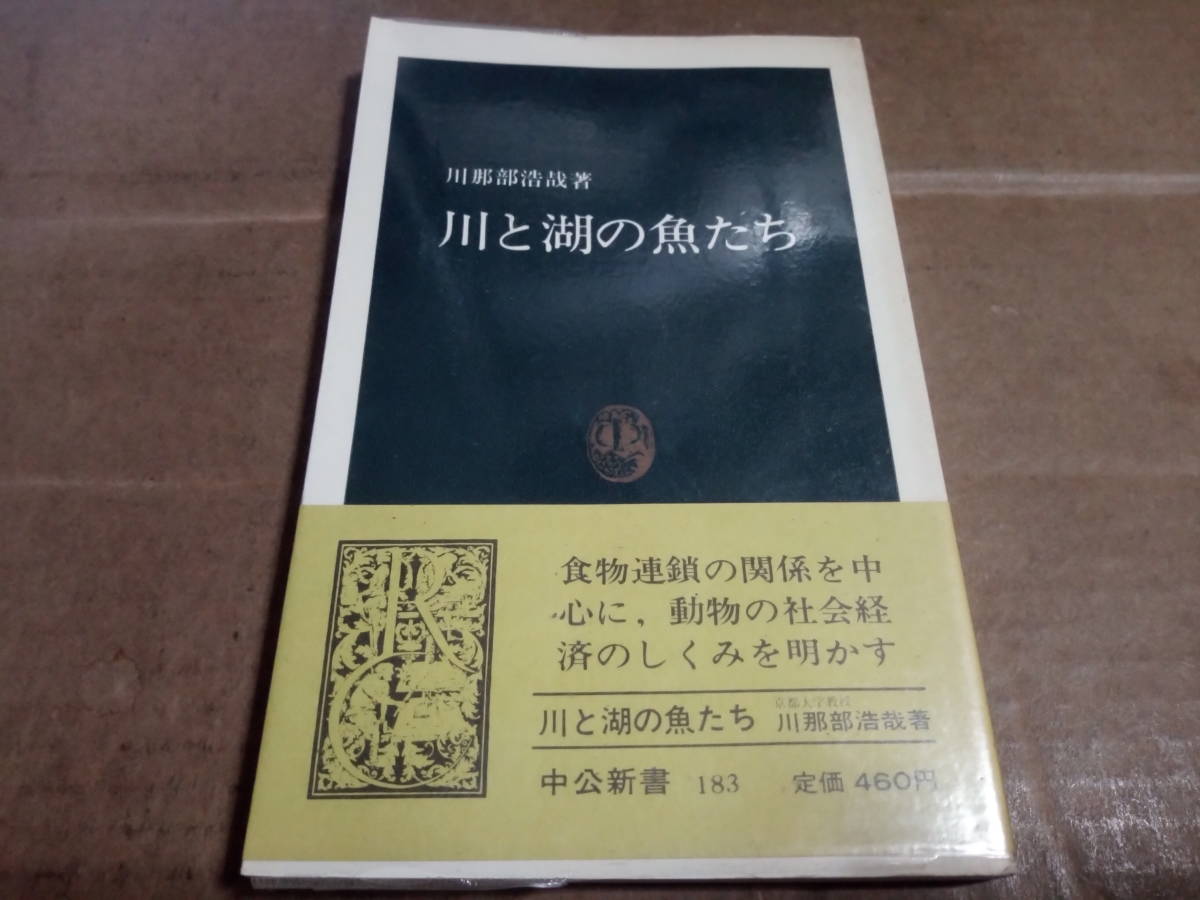 川那部浩哉著
川と湖の魚たち
食物連鎖の関係を中
心に，動物の社会経
済のしくみを明かす
京都大学教授
川と湖の魚たち 川那部浩哉著
中公新書 183 定価 460円